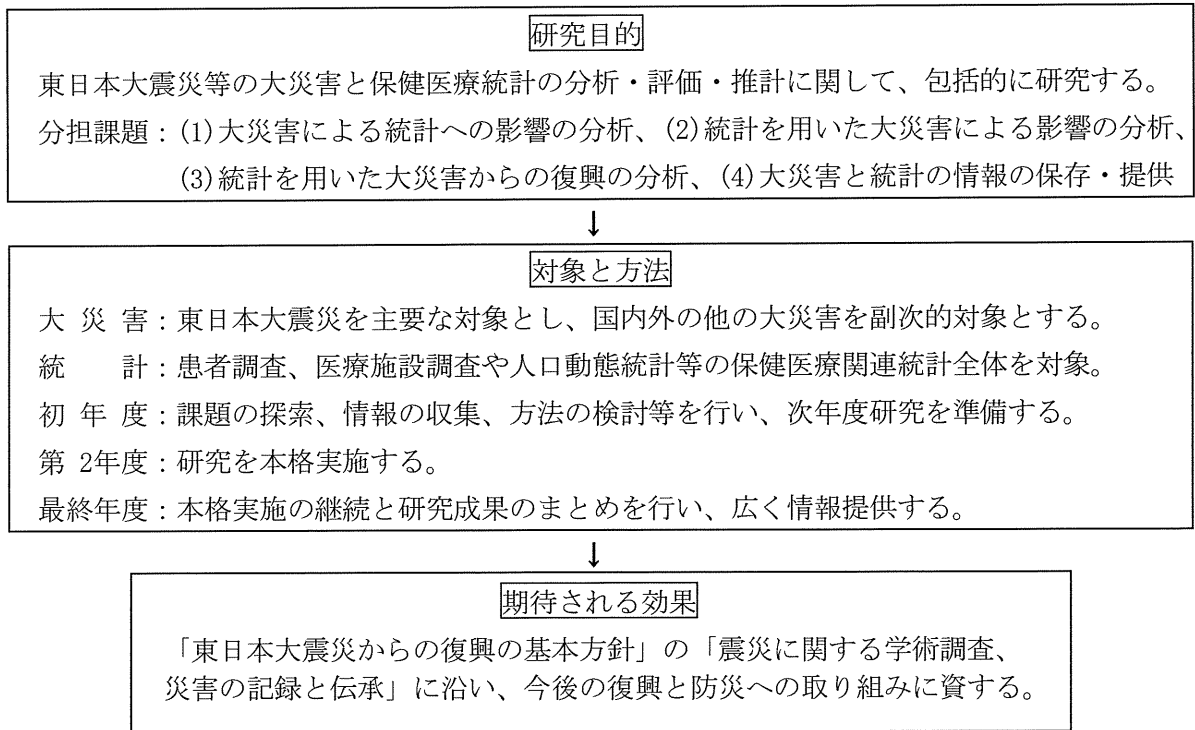 研究目的
東日本大震災等の大災害と保健医療統計の分析・評価・推計に関して、包括的に研究する。
分担課題：(1)大災害による統計への影響の分析、(2)統計を用いた大災害による影響の分析、
(3)統計を用いた大災害からの復興の分析、(4)大災害と統計の情報の保存・提供
↓
対象と方法
大 災 害：東日本大震災を主要な対象とし、国内外の他の大災害を副次的対象とする。
統　　計：患者調査、医療施設調査や人口動態統計等の保健医療関連統計全体を対象。
初 年 度：課題の探索、情報の収集、方法の検討等を行い、次年度研究を準備する。
第 2年度：研究を本格実施する。
最終年度：本格実施の継続と研究成果のまとめを行い、広く情報提供する。
↓
期待される効果
「東日本大震災からの復興の基本方針」の「震災に関する学術調査、
災害の記録と伝承」に沿い、今後の復興と防災への取り組みに資する。